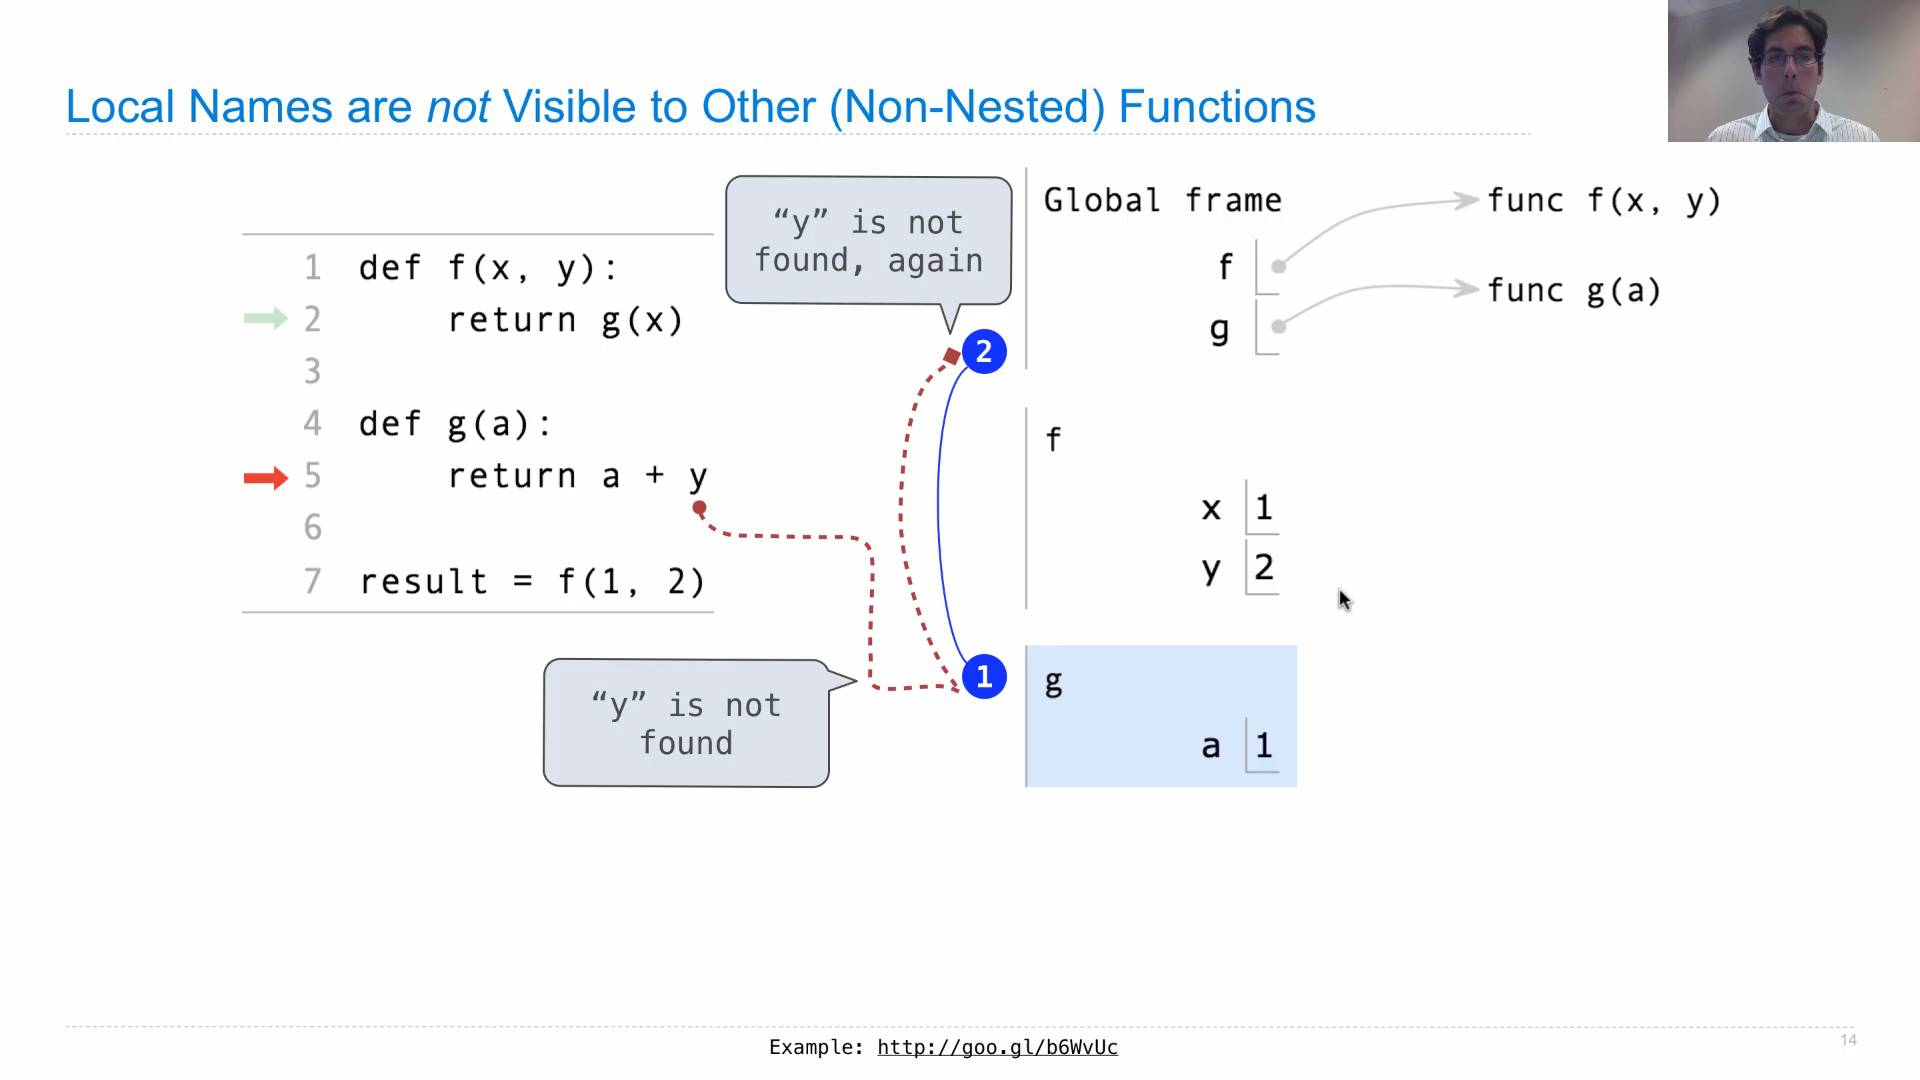 Local Names are not Visible to Other (Non-Nested) Functions
1 def f(x, y):
2 return g(x)
3
4 def g(a):
5 return a + y
6
7 result = f(1, 2)
“y” is not
found, again
“y” is not
found
2
1
Global frame
f
g
func f(x, y)
func g(a)
f
x 1
y 2
g
a 1
Example: http://goo.gl/b6WvUc
14